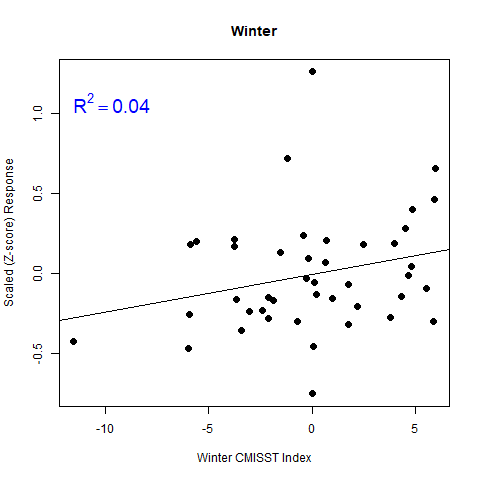 Winter
R² = 0.04
Scaled (Z-score) Response
1.0
0.5
0.0
-0.5
-10 -5 0 5
Winter CMISST Index